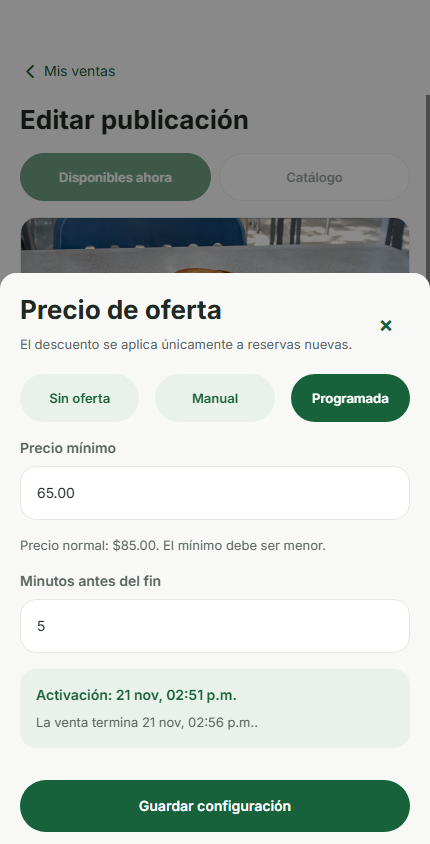 Mis ventas
Editar publicación
Disponibles ahora
Catálogo
Precio de oferta
El descuento se aplica únicamente a reservas nuevas.
Sin oferta
Manual
Programada
Precio mínimo
65.00
Precio normal: $85.00. El mínimo debe ser menor.
Minutos antes del fin
5
Activación: 21 nov, 02:51 p.m.
La venta termina 21 nov, 02:56 p.m..
Guardar configuración